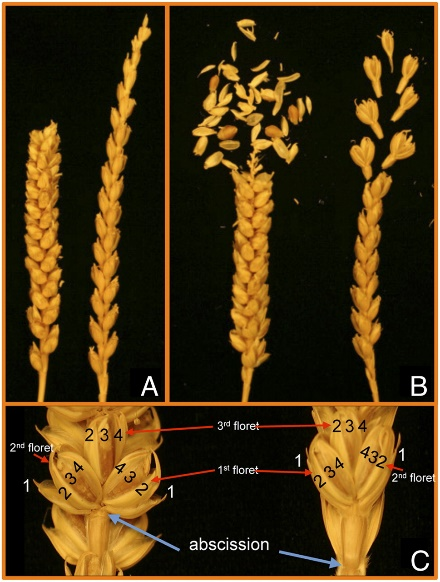 A
B
2 3 4
3rd floret
2 3 4
2nd floret
2 3 4
4 3 2
1st floret
1
4 3 2
1
1
1
2 3 4
2nd floret
abscission
C